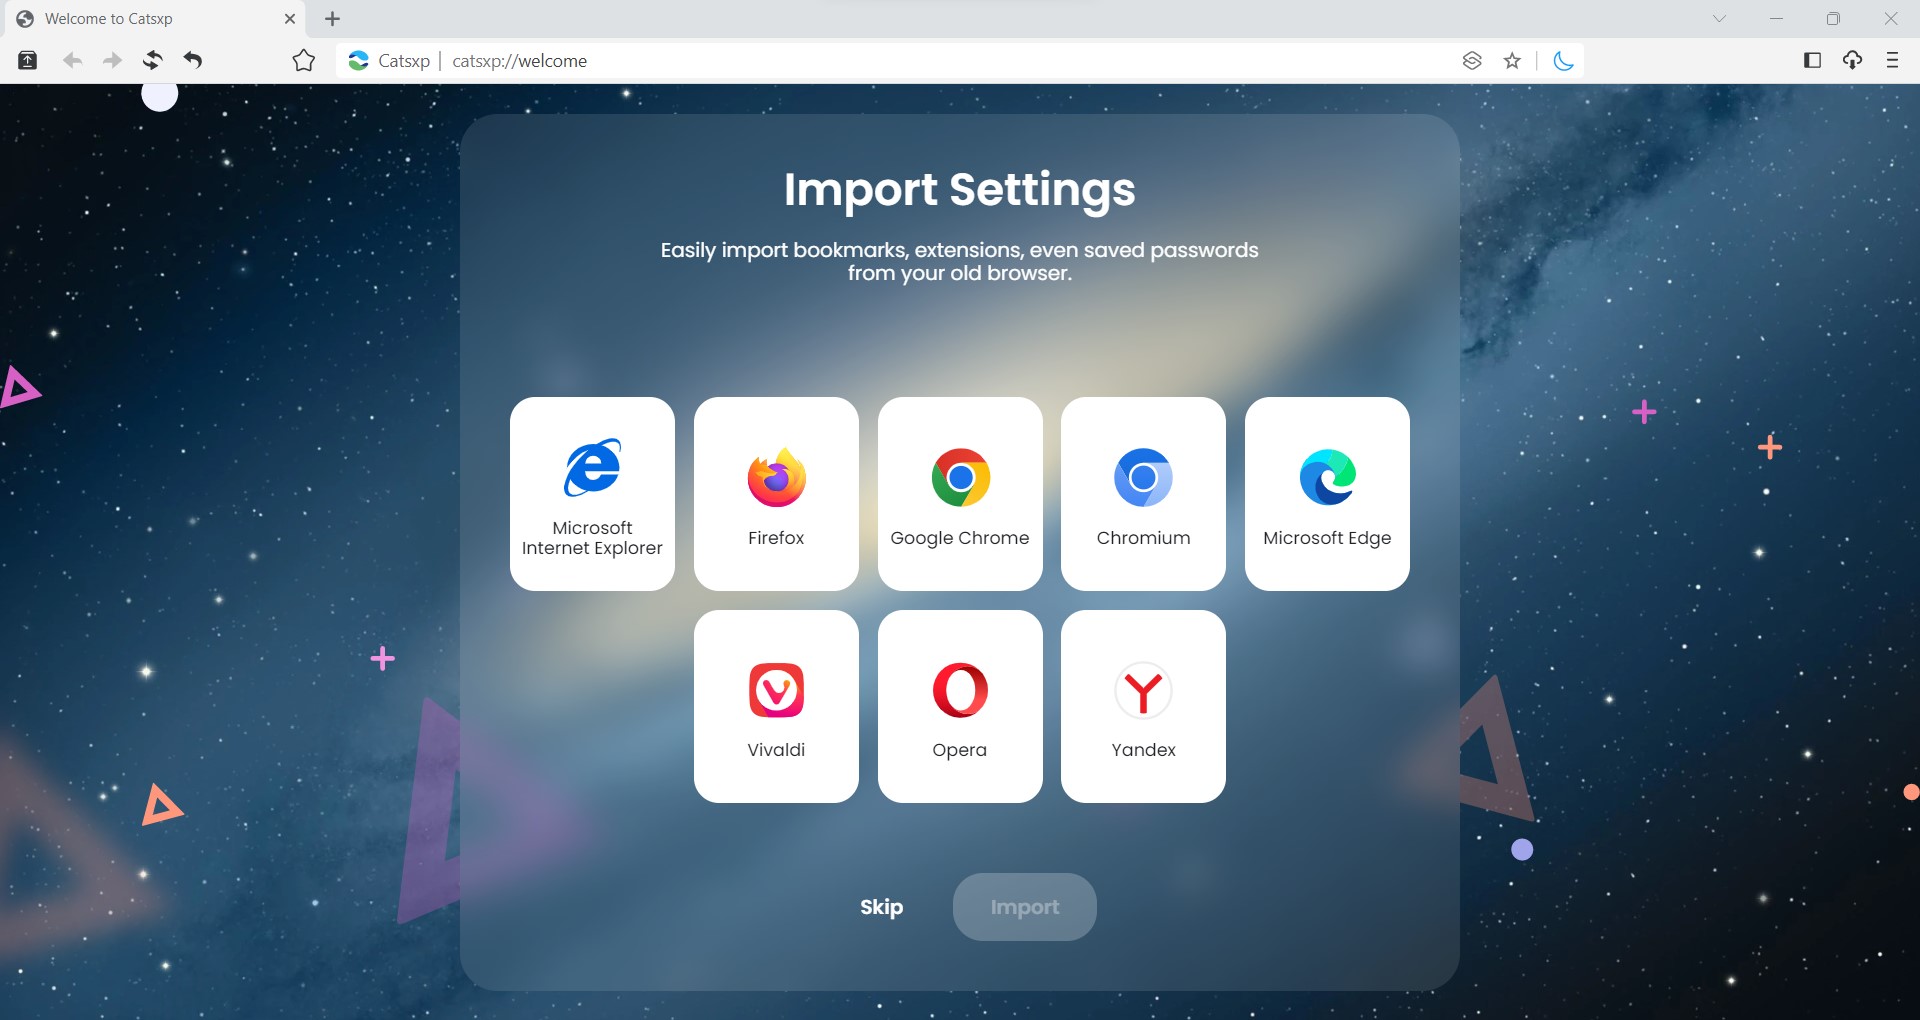 Welcome to Catsxp
Catsxp | catsxp://welcome
Import Settings
Easily import bookmarks, extensions, even saved passwords
from your old browser.
Microsoft
Internet Explorer
Firefox
Google Chrome
Chromium
Microsoft Edge
Vivaldi
Opera
Yandex
Skip
Import